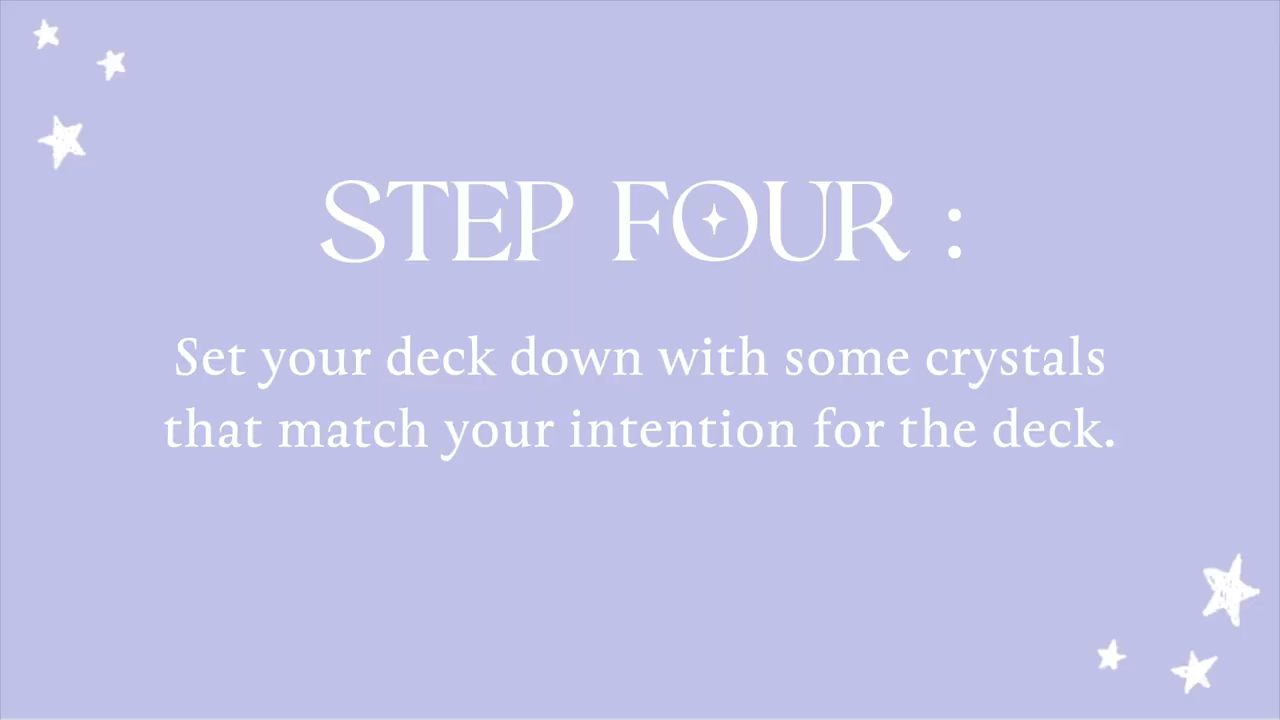 STEP FOUR :
Set your deck down with some crystals
that match your intention for the deck.